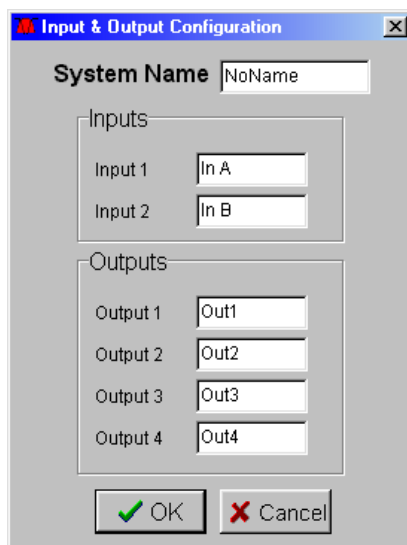 Input & Output Configuration
System Name NoName
Inputs
Input 1 In A
Input 2 In B
Outputs
Output 1 Out1
Output 2 Out2
Output 3 Out3
Output 4 Out4
OK Cancel